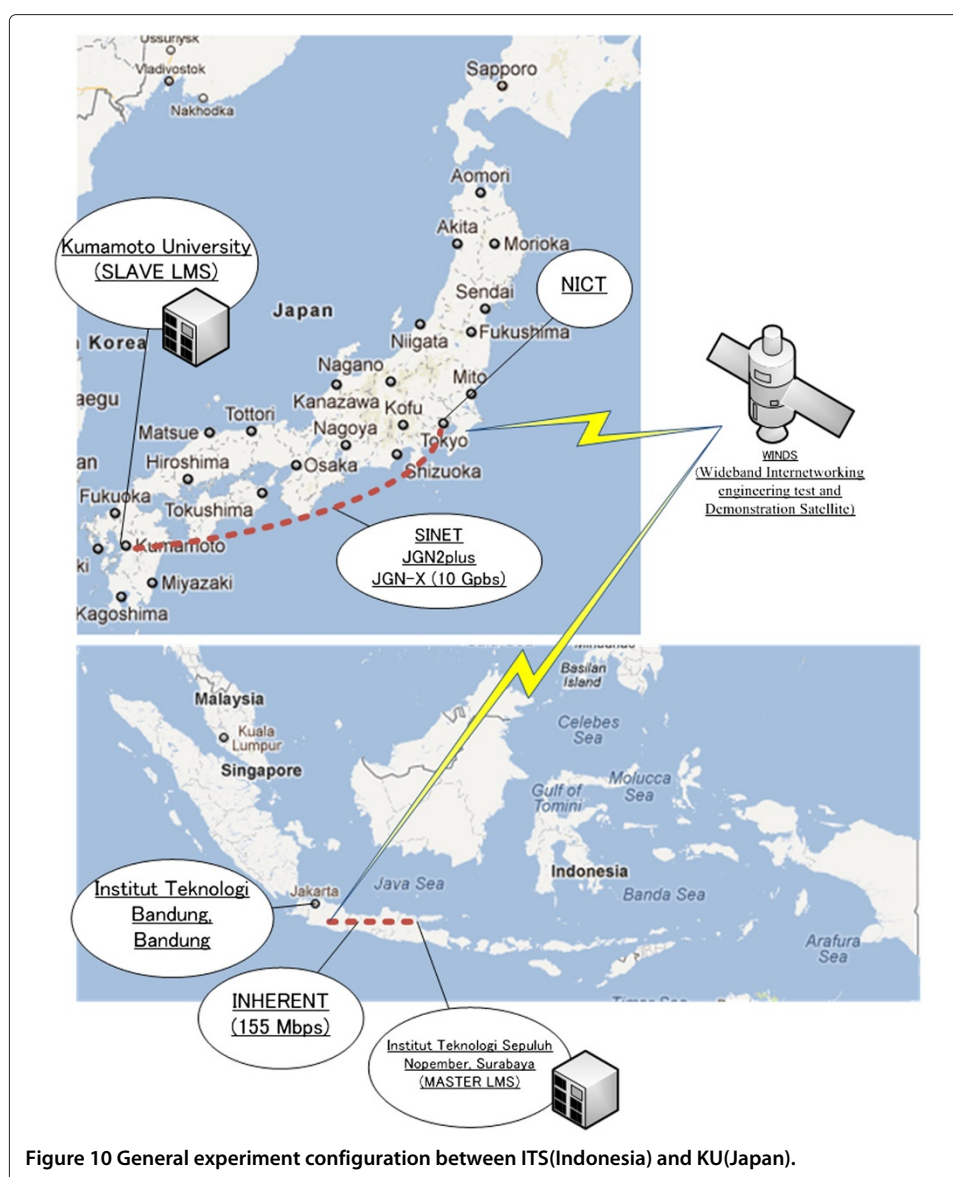 Ussuriysk
Vladivostok
Nakhodka
Sapporo
Aomori
Akita
Morioka
Kumamoto University
(SLAVE LMS)
NICT
Sendai
Japan
Fukushima
Niigata
Korea
Nagano
Mito
Kanazawa
Kofu
aegu
Tottori
Nagoya
Tokyo
Matsue
Hiroshima
Osaka
Shizuoka
an
Fukuoka
Tokushima
Kumamoto
ki
Miyazaki
Kagoshima
SINET
JGN2plus
JGN-X (10 Gpbs)
WINDS
(Wideband Internetworking
engineering test and
Demonstration Satellite)
Basilan
Island
Malaysia
Kuala
Lumpur
Singapore
Celebes
Sea
Gulf of
Tomini
Molucca
Sea
Indonesia
Jakarta
Java Sea
Banda Sea
Arafura
Sea
Institut Teknologi
Bandung,
Bandung
INHERENT
(155 Mbps)
Institut Teknologi Sepuluh
Nopember, Surabaya
(MASTER LMS)
Figure 10 General experiment configuration between ITS(Indonesia) and KU(Japan).